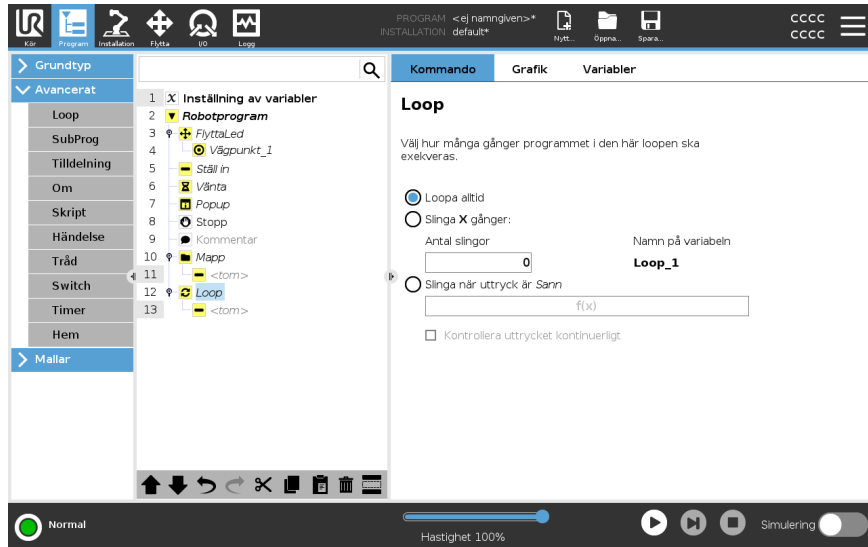 UR
Kör
Program
Installation
Flytta
I/O
Logg
PROGRAM <ej namngiven>*
INSTALLATION default*
Nytt...
Öppna...
Spara...
CCCC
CCCC
Grundtyp
Avancerat
Loop
SubProg
Tilldelning
Om
Skript
Händelse
Tråd
Switch
Timer
Hem
Mallar
1 X Inställning av variabler
2 Robotprogram
3 FlyttaLed
4 Vägpunkt_1
5 Ställ in
6 Vänta
7 Popup
8 Stopp
9 Kommentar
10 Mapp
11 <tom>
12 Loop
13 <tom>
Kommando Grafik Variabler
Loop
Välj hur många gånger programmet i den här loopen ska
exekveras.
Loopa alltid
Slinga X gånger:
Antal slingor Namn på variabeln
0 Loop_1
Slinga när uttryck är Sann
f(x)
Kontrollera uttrycket kontinuerligt
Normal
Hastighet 100%
Simulering